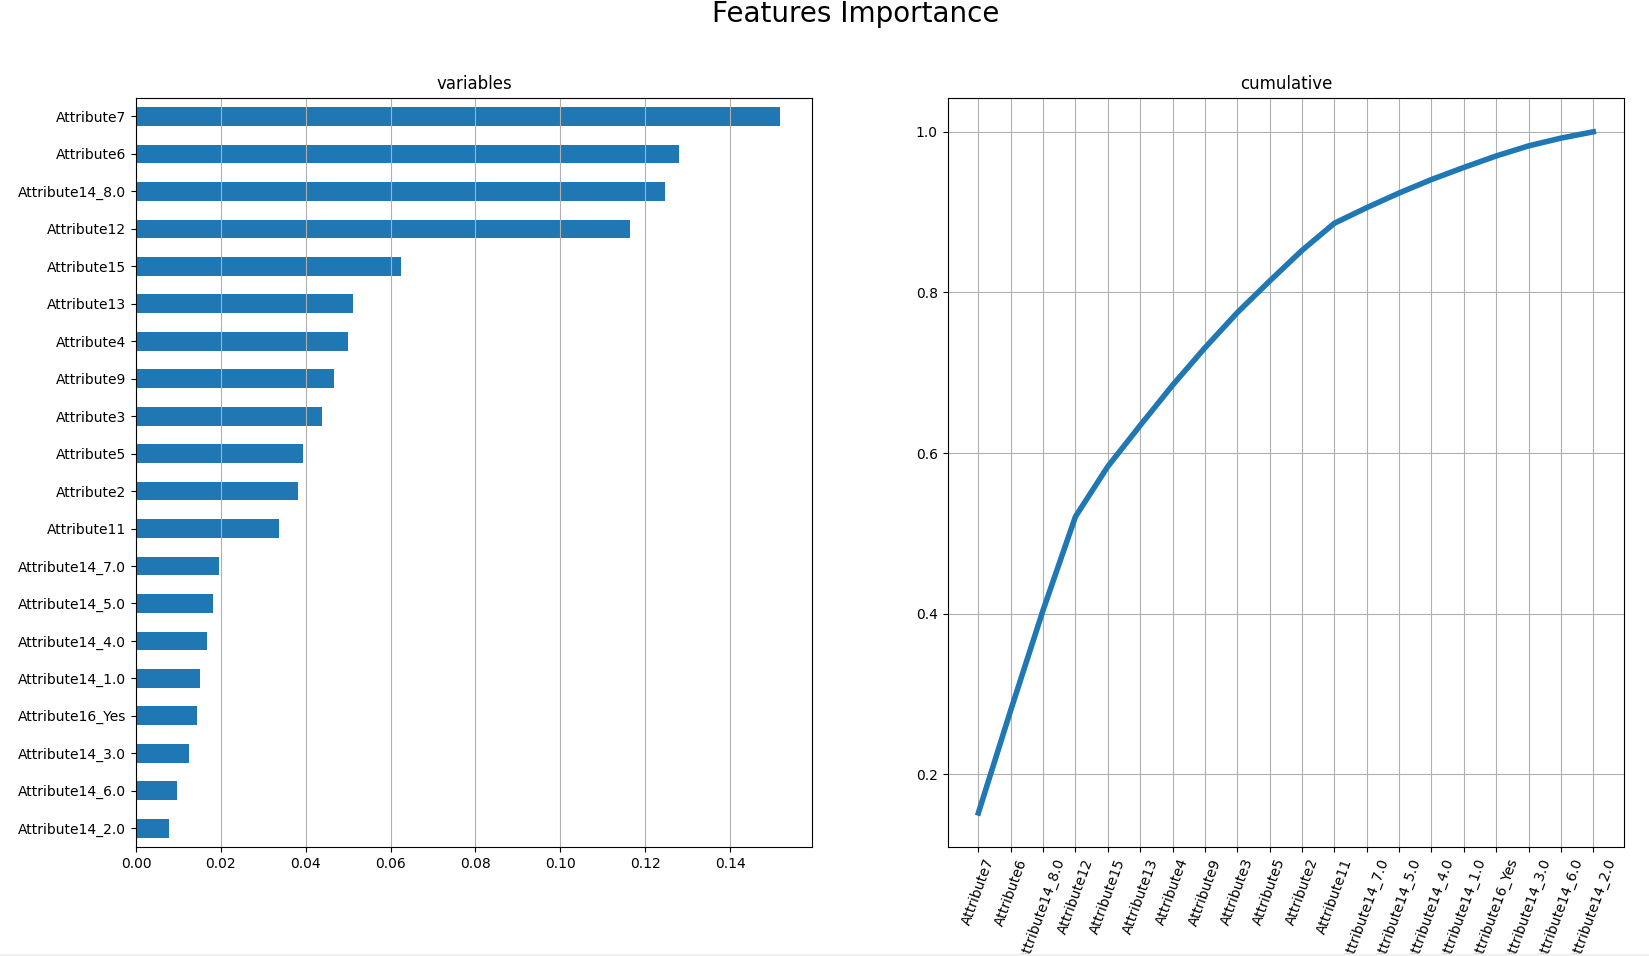 Features Importance
variables
Attribute7
Attribute6
Attribute14_8.0
Attribute12
Attribute15
Attribute13
Attribute4
Attribute9
Attribute3
Attribute5
Attribute2
Attribute11
Attribute14_7.0
Attribute14_5.0
Attribute14_4.0
Attribute14_1.0
Attribute16_Yes
Attribute14_3.0
Attribute14_6.0
Attribute14_2.0
0.00 0.02 0.04 0.06 0.08 0.10 0.12 0.14
cumulative
1.0
0.8
0.6
0.4
0.2
Attribute7
Attribute6
ttribute14_8.0
Attribute12
Attribute15
Attribute13
Attribute4
Attribute9
Attribute3
Attribute5
Attribute2
Attribute11
ttribute14_7.0
ttribute14_5.0
ttribute14_4.0
ttribute14_1.0
ttribute16_Yes
ttribute14_3.0
ttribute14_6.0
ttribute14_2.0